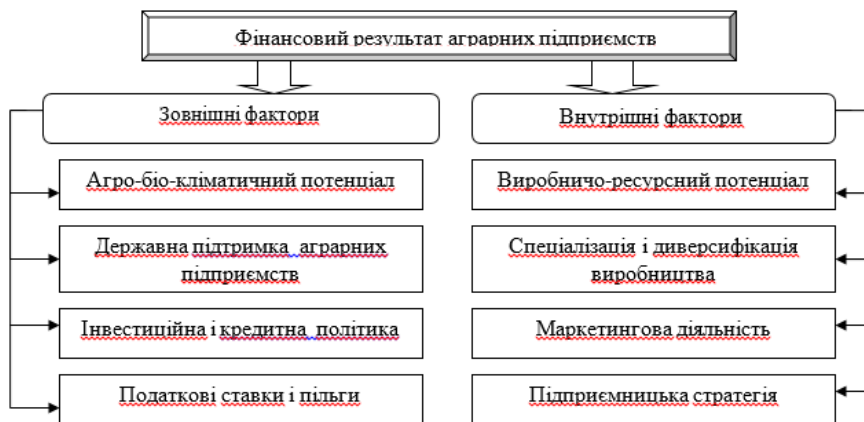 Фінансовий результат аграрних підприємств
Зовнішні фактори
Внутрішні фактори
Агро-біо-кліматичний потенціал
Виробничо-ресурсний потенціал
Державна підтримка аграрних
підприємств
Спеціалізація і диверсифікація
виробництва
Інвестиційна і кредитна політика
Маркетингова діяльність
Податкові ставки і пільги
Підприємницька стратегія